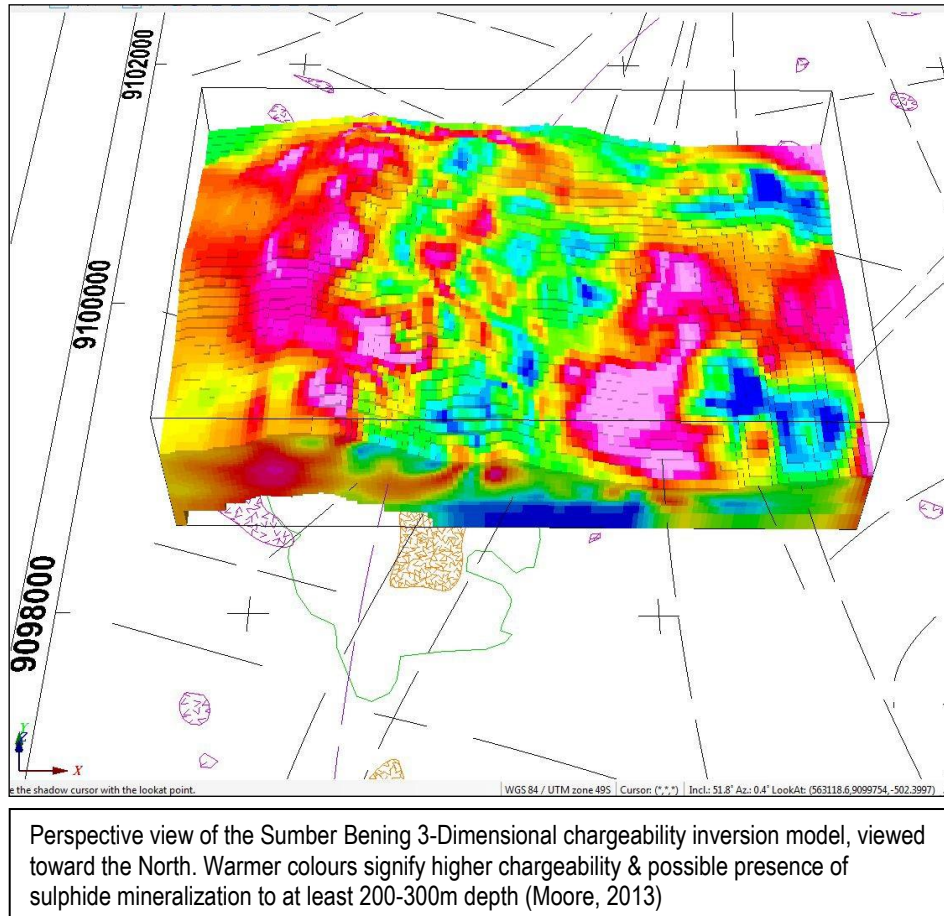 9102000
9100000
9098000
Y
Z
X
e the shadow cursor with the lookat point.
WGS 84 / UTM zone 49S
Cursor: (*,*,*)
Incl.: 51.8° Az.: 0.4° LookAt: (563118.6,9099754,-502.3997)
Perspective view of the Sumber Bening 3-Dimensional chargeability inversion model, viewed
toward the North. Warmer colours signify higher chargeability & possible presence of
sulphide mineralization to at least 200-300m depth (Moore, 2013)